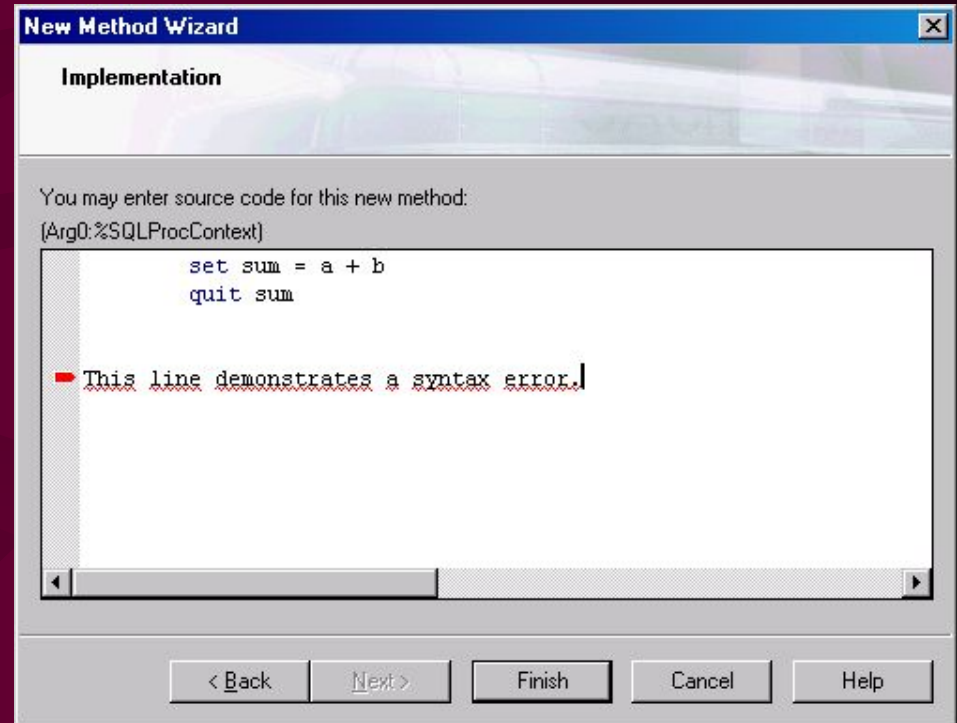 New Method Wizard
Implementation
You may enter source code for this new method:
(Arg0:%SQLProcContext)
set sum = a + b
quit sum
This line demonstrates a syntax error.
< Back
Next >
Finish
Cancel
Help